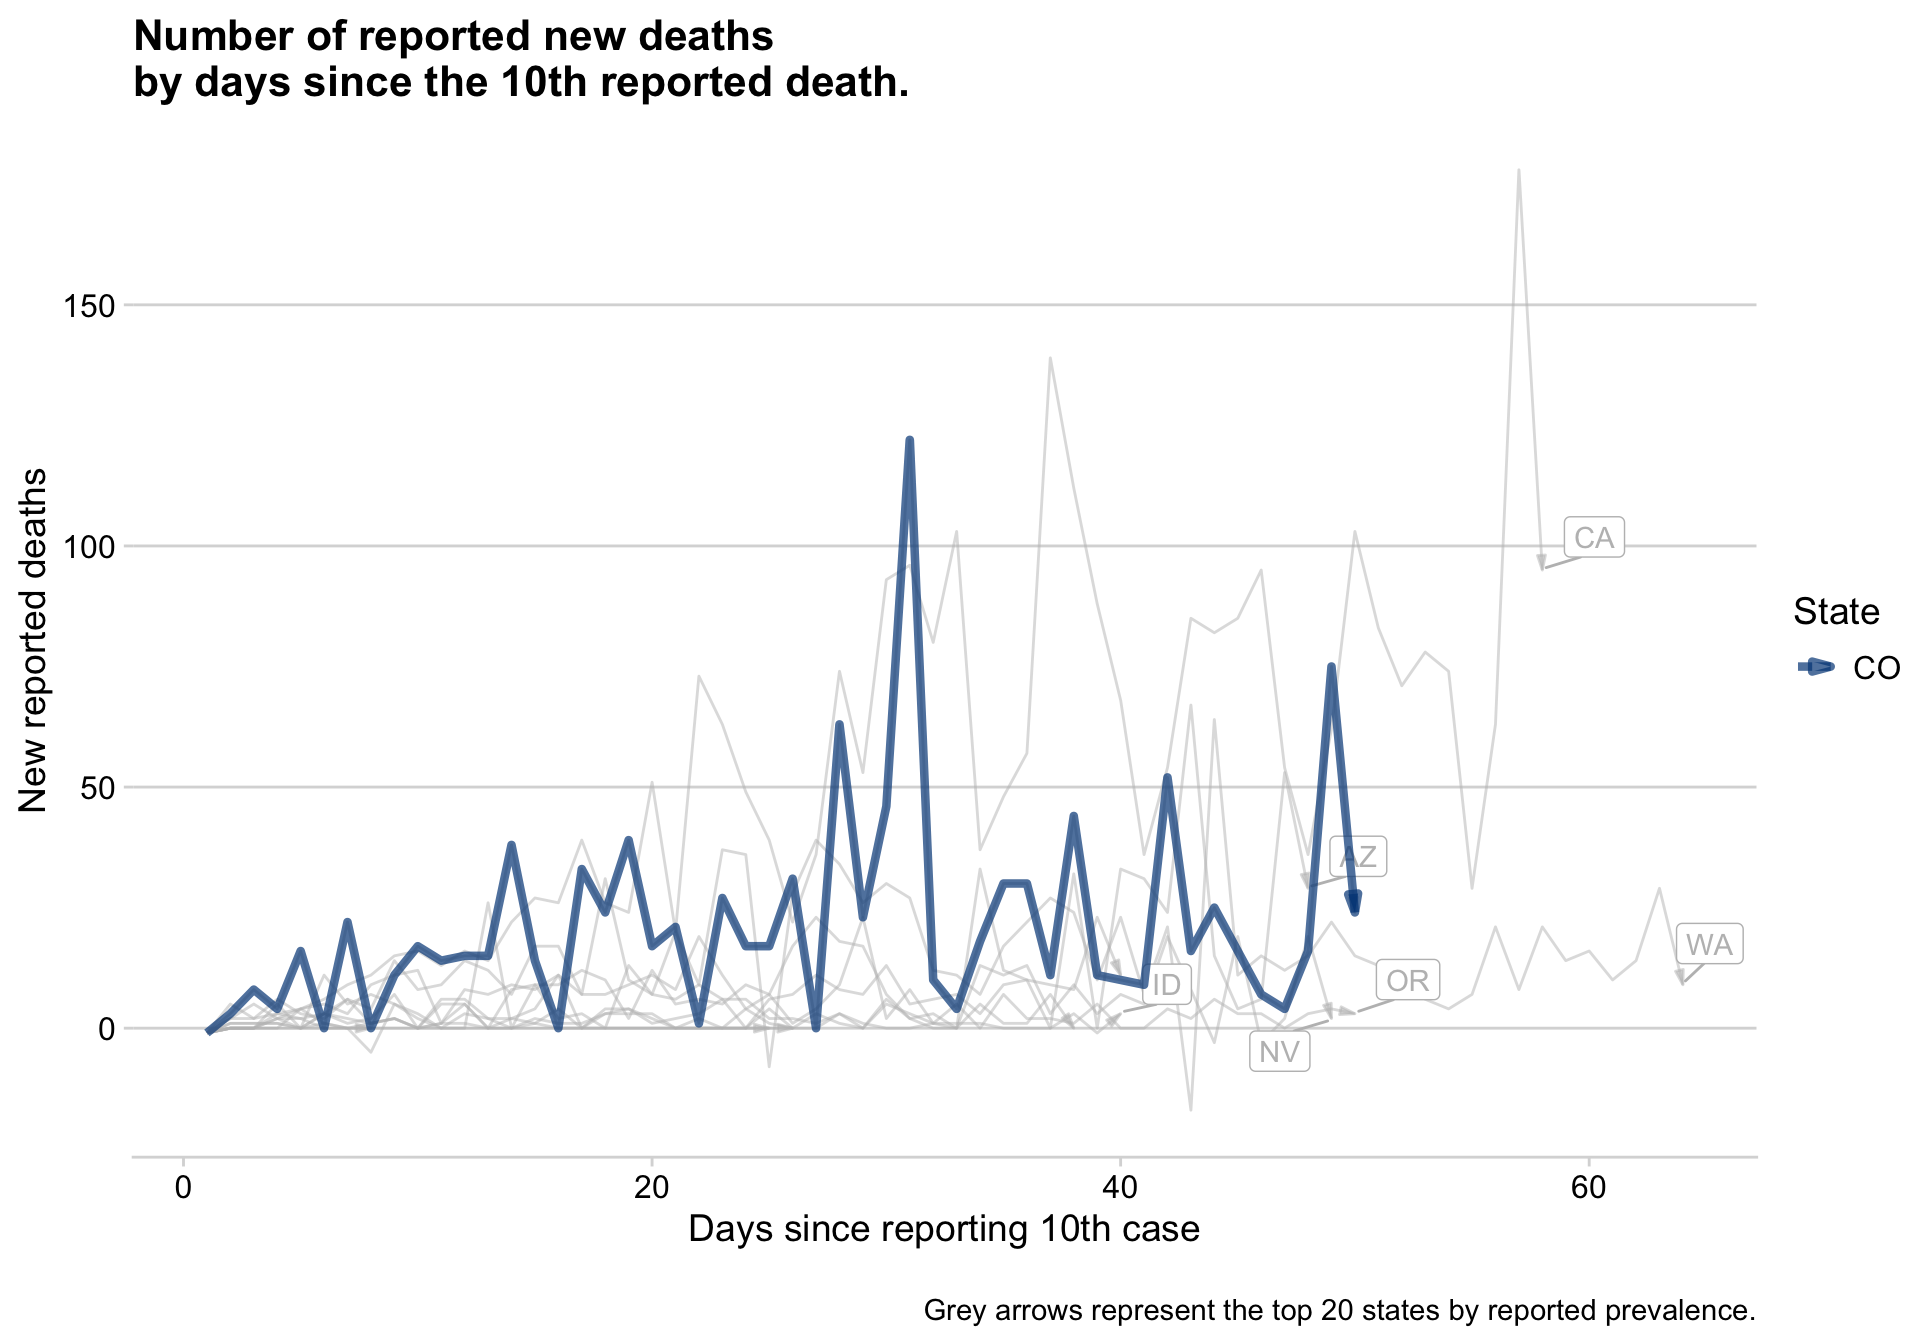 Number of reported new deaths
by days since the 10th reported death.
New reported deaths
150
100
50
0
CA
AZ
WA
ID
OR
NV
State
CO
0 20 40 60
Days since reporting 10th case
Grey arrows represent the top 20 states by reported prevalence.